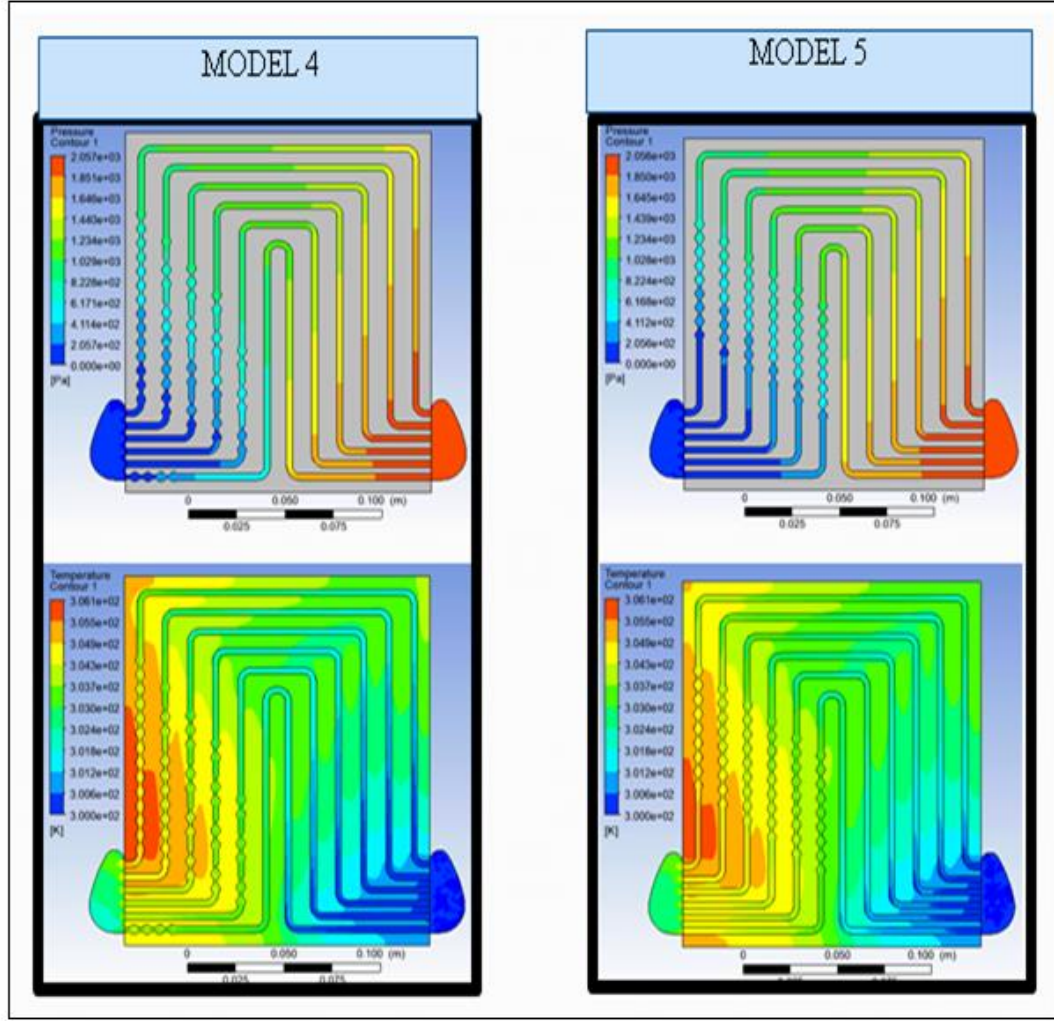 MODEL 4
Pressure
Contour 1
2.057e+03
1.851e+03
1.646e+03
1.440e+03
1.234e+03
1.029e+03
8.228e+02
6.171e+02
4.114e+02
2.057e+02
0.000e+00
[Pa]
0 0.050 0.100 (m)
0.025 0.075
Temperature
Contour 1
3.061e+02
3.055e+02
3.049e+02
3.043e+02
3.037e+02
3.030e+02
3.024e+02
3.018e+02
3.012e+02
3.006e+02
3.000e+02
[K]
0 0.050 0.100 (m)
0.025 0.075
MODEL 5
Pressure
Contour 1
2.056e+03
1.850e+03
1.645e+03
1.439e+03
1.234e+03
1.028e+03
8.224e+02
6.168e+02
4.112e+02
2.056e+02
0.000e+00
[Pa]
0 0.050 0.100 (m)
0.025 0.075
Temperature
Contour 1
3.061e+02
3.055e+02
3.049e+02
3.043e+02
3.037e+02
3.030e+02
3.024e+02
3.018e+02
3.012e+02
3.006e+02
3.000e+02
[K]
0 0.050 0.100 (m)
0.025 0.075